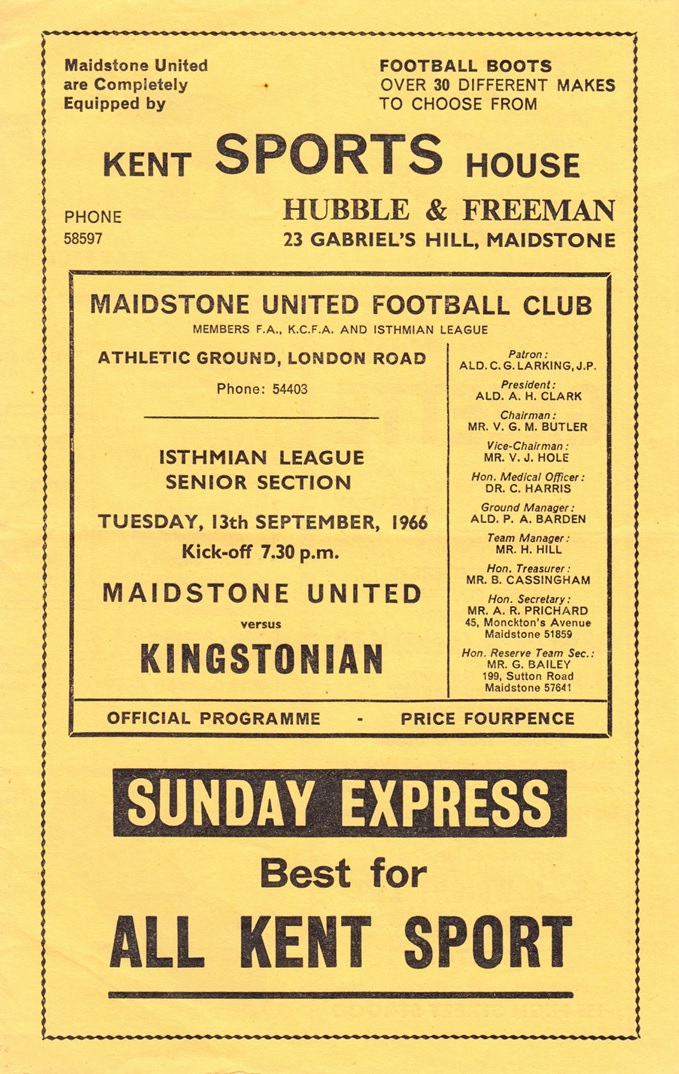 Maidstone United
are Completely
Equipped by
FOOTBALL BOOTS
OVER 30 DIFFERENT MAKES
TO CHOOSE FROM
KENT SPORTS HOUSE
PHONE
58597
HUBBLE & FREEMAN
23 GABRIEL'S HILL, MAIDSTONE
MAIDSTONE UNITED FOOTBALL CLUB
MEMBERS F.A., K.C.F.A. AND ISTHMIAN LEAGUE
ATHLETIC GROUND, LONDON ROAD
Phone: 54403
ISTHMIAN LEAGUE
SENIOR SECTION
TUESDAY, 13th SEPTEMBER, 1966
Kick-off 7.30 p.m.
MAIDSTONE UNITED
versus
KINGSTONIAN
Patron:
ALD. C. G. LARKING, J.P.
President:
ALD. A. H. CLARK
Chairman:
MR. V. G. M. BUTLER
Vice-Chairman:
MR. V. J. HOLE
Hon. Medical Officer:
DR. C. HARRIS
Ground Manager:
ALD. P. A. BARDEN
Team Manager:
MR. H. HILL
Hon. Treasurer:
MR. B. CASSINGHAM
Hon. Secretary:
MR. A. R. PRICHARD
45, Monckton's Avenue
Maidstone 51859
Hon. Reserve Team Sec.:
MR. G. BAILEY
199, Sutton Road
Maidstone 57641
OFFICIAL PROGRAMME - PRICE FOURPENCE
SUNDAY EXPRESS
Best for
ALL KENT SPORT